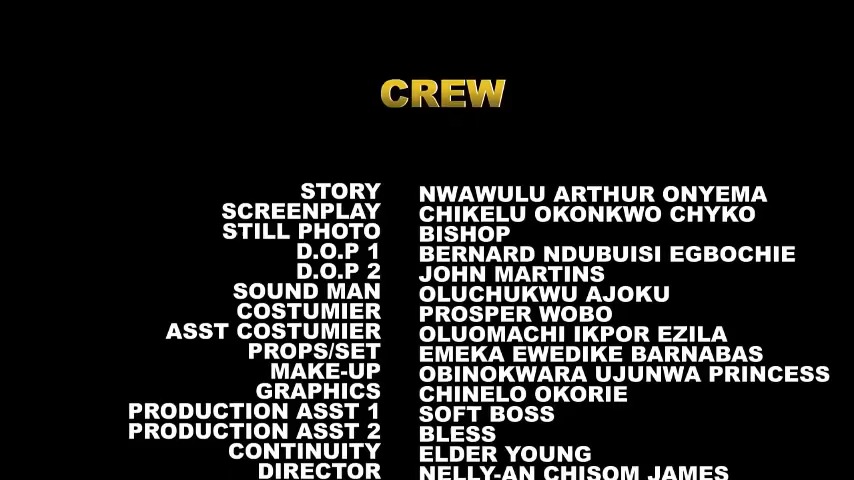 CREW
STORY NWAWULU ARTHUR ONYEMA
SCREENPLAY CHIKELU OKONKWO CHYKO
STILL PHOTO BISHOP
D.O.P 1 BERNARD NDUBUISI EGBOCHIE
D.O.P 2 JOHN MARTINS
SOUND MAN OLUCHUKWU AJOKU
COSTUMIER PROSPER WOBO
ASST COSTUMIER OLUOMACHI IKPOR EZILA
PROPS/SET EMEKA EWEDIKE BARNABAS
MAKE-UP OBINOKWARA UJUNWA PRINCESS
GRAPHICS CHINELO OKORIE
PRODUCTION ASST 1 SOFT BOSS
PRODUCTION ASST 2 BLESS
CONTINUITY ELDER YOUNG
DIRECTOR NELLY-AN CHISOM JAMES